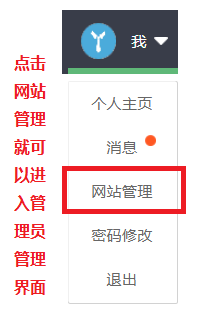 我
点击
网站
管理
就可
以进
入管
理员
管理
界面
个人主页
消息
网站管理
密码修改
退出